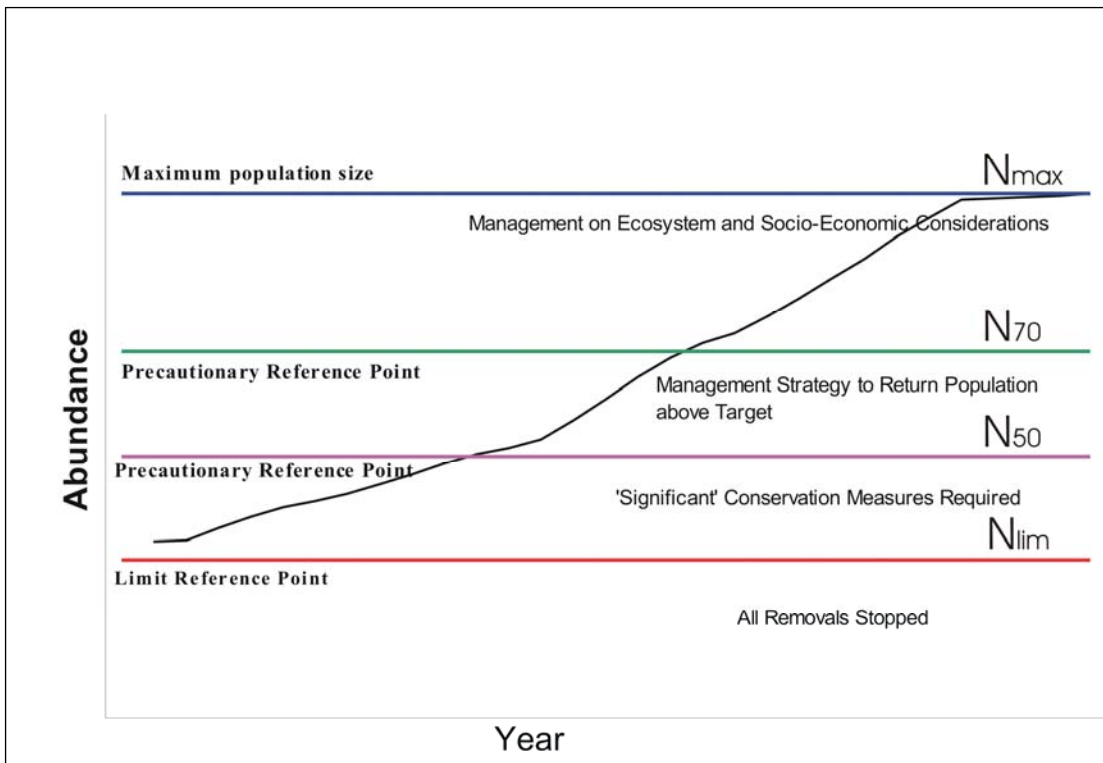 Maximum population size
Nmax
Management on Ecosystem and Socio-Economic Considerations
N70
Precautionary Reference Point
Management Strategy to Return Population
above Target
N50
Precautionary Reference Point
'Significant' Conservation Measures Required
Nlim
Limit Reference Point
All Removals Stopped
Abundance
Year